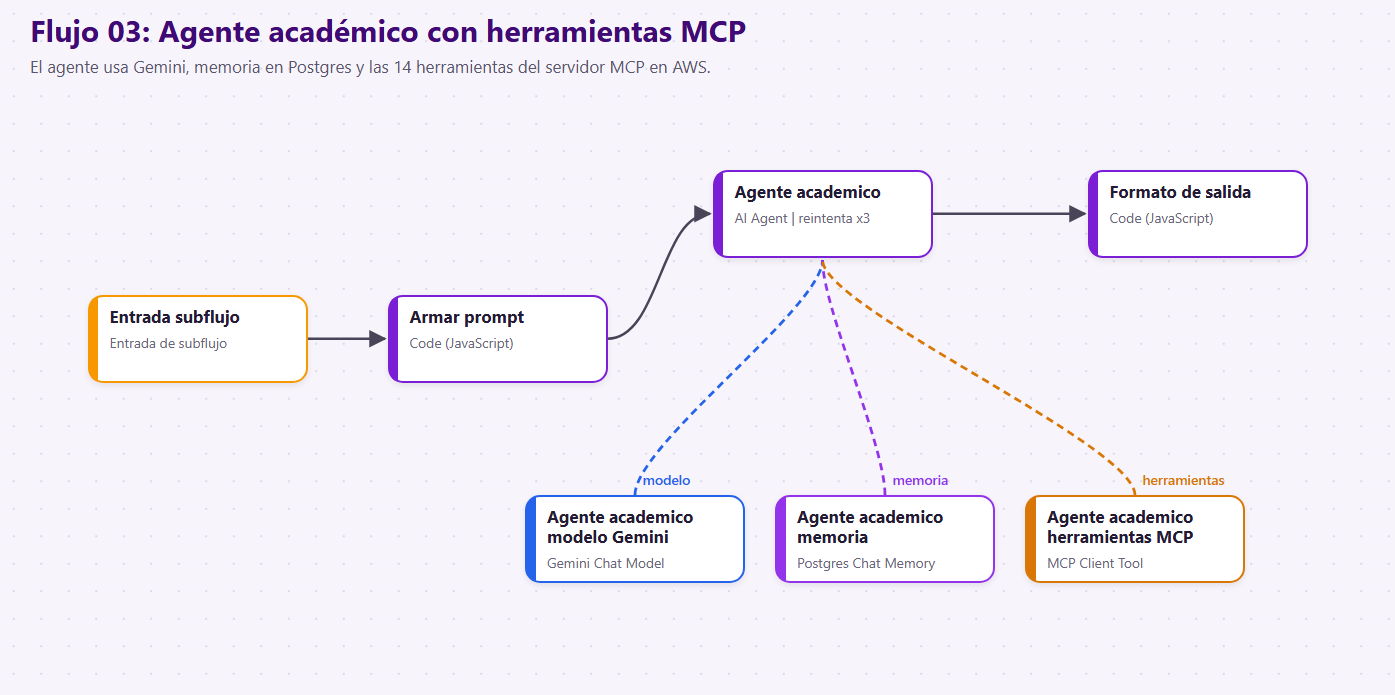 Flujo 03: Agente académico con herramientas MCP
El agente usa Gemini, memoria en Postgres y las 14 herramientas del servidor MCP en AWS.
Agente academico
AI Agent | reintenta x3
Formato de salida
Code (JavaScript)
Entrada subflujo
Entrada de subflujo
Armar prompt
Code (JavaScript)
modelo
memoria
herramientas
Agente academico
modelo Gemini
Gemini Chat Model
Agente academico
memoria
Postgres Chat Memory
Agente academico
herramientas MCP
MCP Client Tool